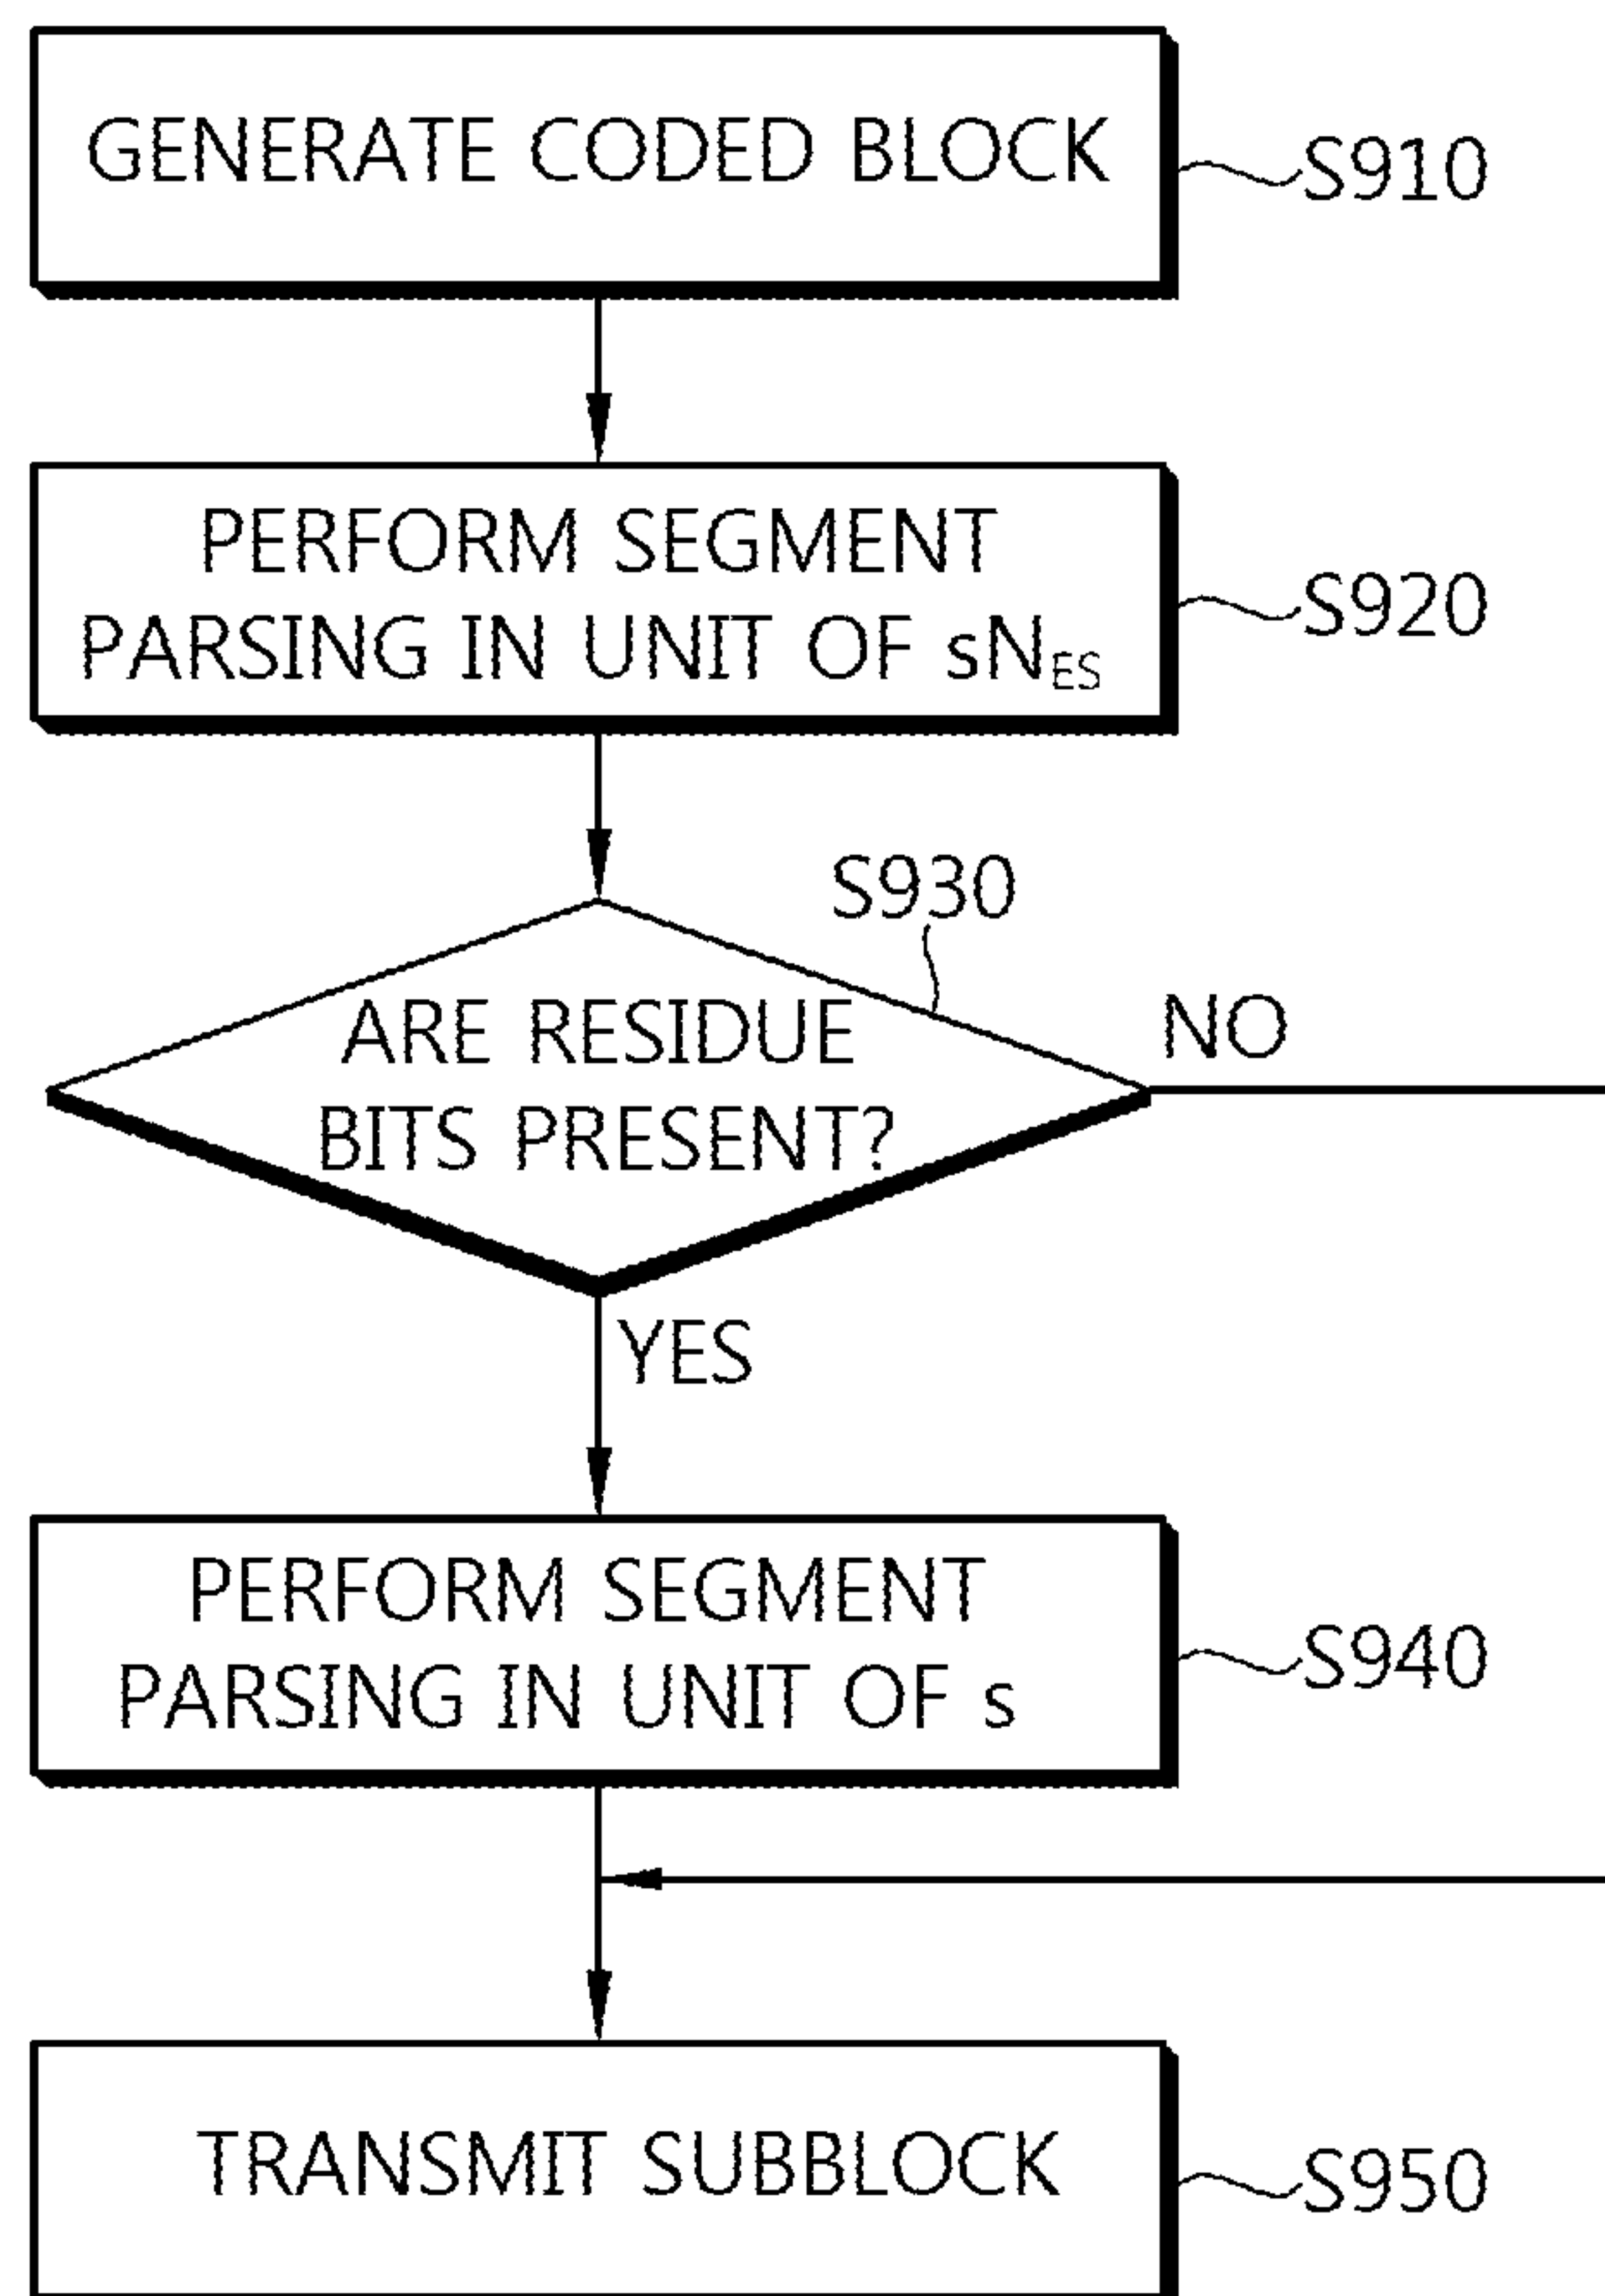 GENERATE CODED BLOCK
S910
PERFORM SEGMENT
PARSING IN UNIT OF sN_ES
S920
S930
ARE RESIDUE
BITS PRESENT?
NO
YES
PERFORM SEGMENT
PARSING IN UNIT OF s
S940
TRANSMIT SUBBLOCK
S950